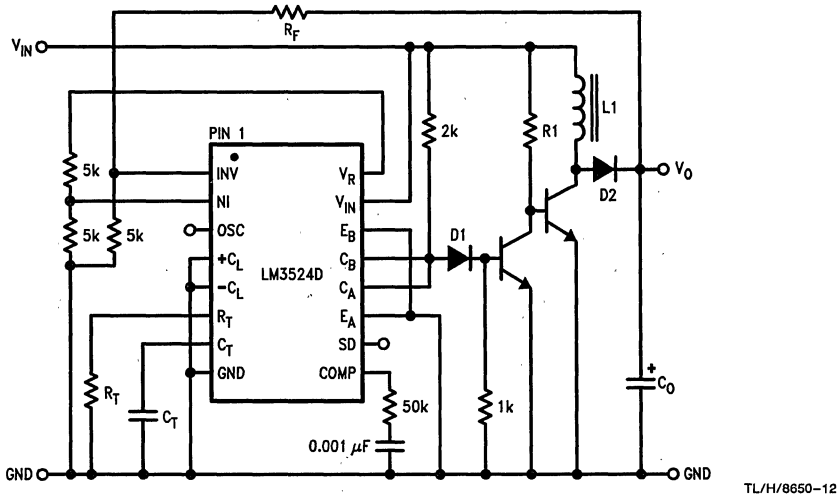 R_F
V_IN
PIN 1
5k
5k
5k
INV
NI
OSC
+C_L
−C_L
R_T
C_T
GND
LM3524D
V_R
V_IN
E_B
C_B
C_A
E_A
SD
COMP
2k
R1
L1
D1
D2
V_O
R_T
C_T
50k
0.001 μF
1k
+
C_O
GND
GND
TL/H/8650-12